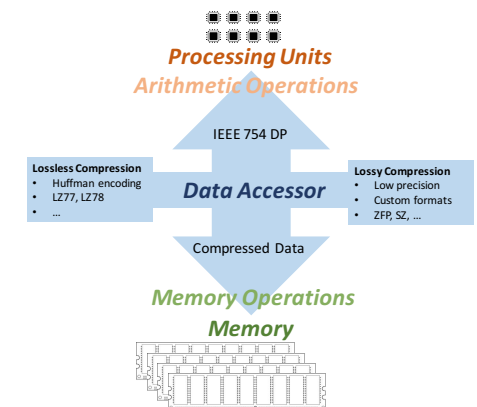 Processing Units
Arithmetic Operations
IEEE 754 DP
Lossless Compression
• Huffman encoding
• LZ77, LZ78
• ...
Data Accessor
Lossy Compression
• Low precision
• Custom formats
• ZFP, SZ, ...
Compressed Data
Memory Operations
Memory